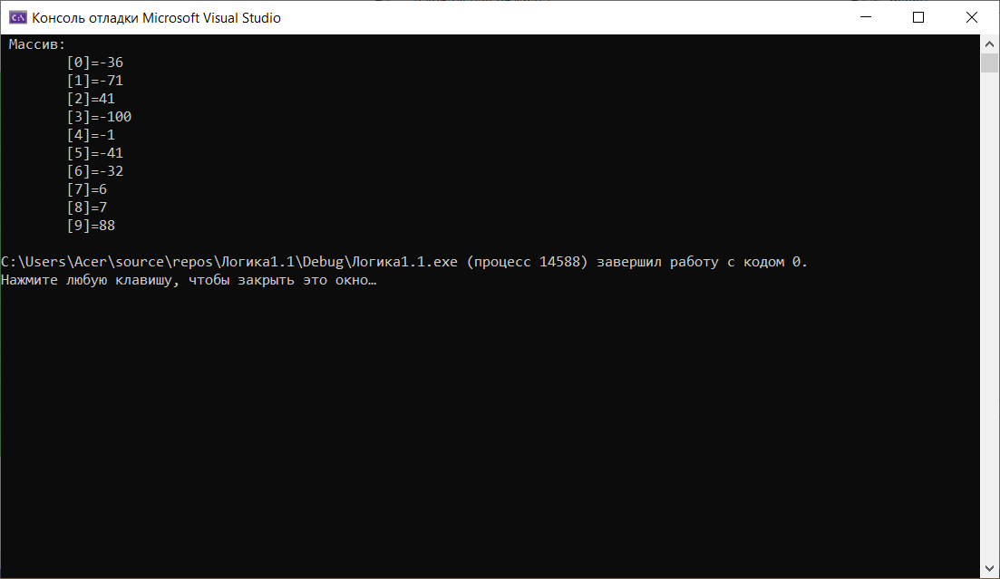 Консоль отладки Microsoft Visual Studio
Массив:
[0]=-36
[1]=-71
[2]=41
[3]=-100
[4]=-1
[5]=-41
[6]=-32
[7]=6
[8]=7
[9]=88
C:\Users\Acer\source\repos\Логика1.1\Debug\Логика1.1.exe (процесс 14588) завершил работу с кодом 0.
Нажмите любую клавишу, чтобы закрыть это окно…